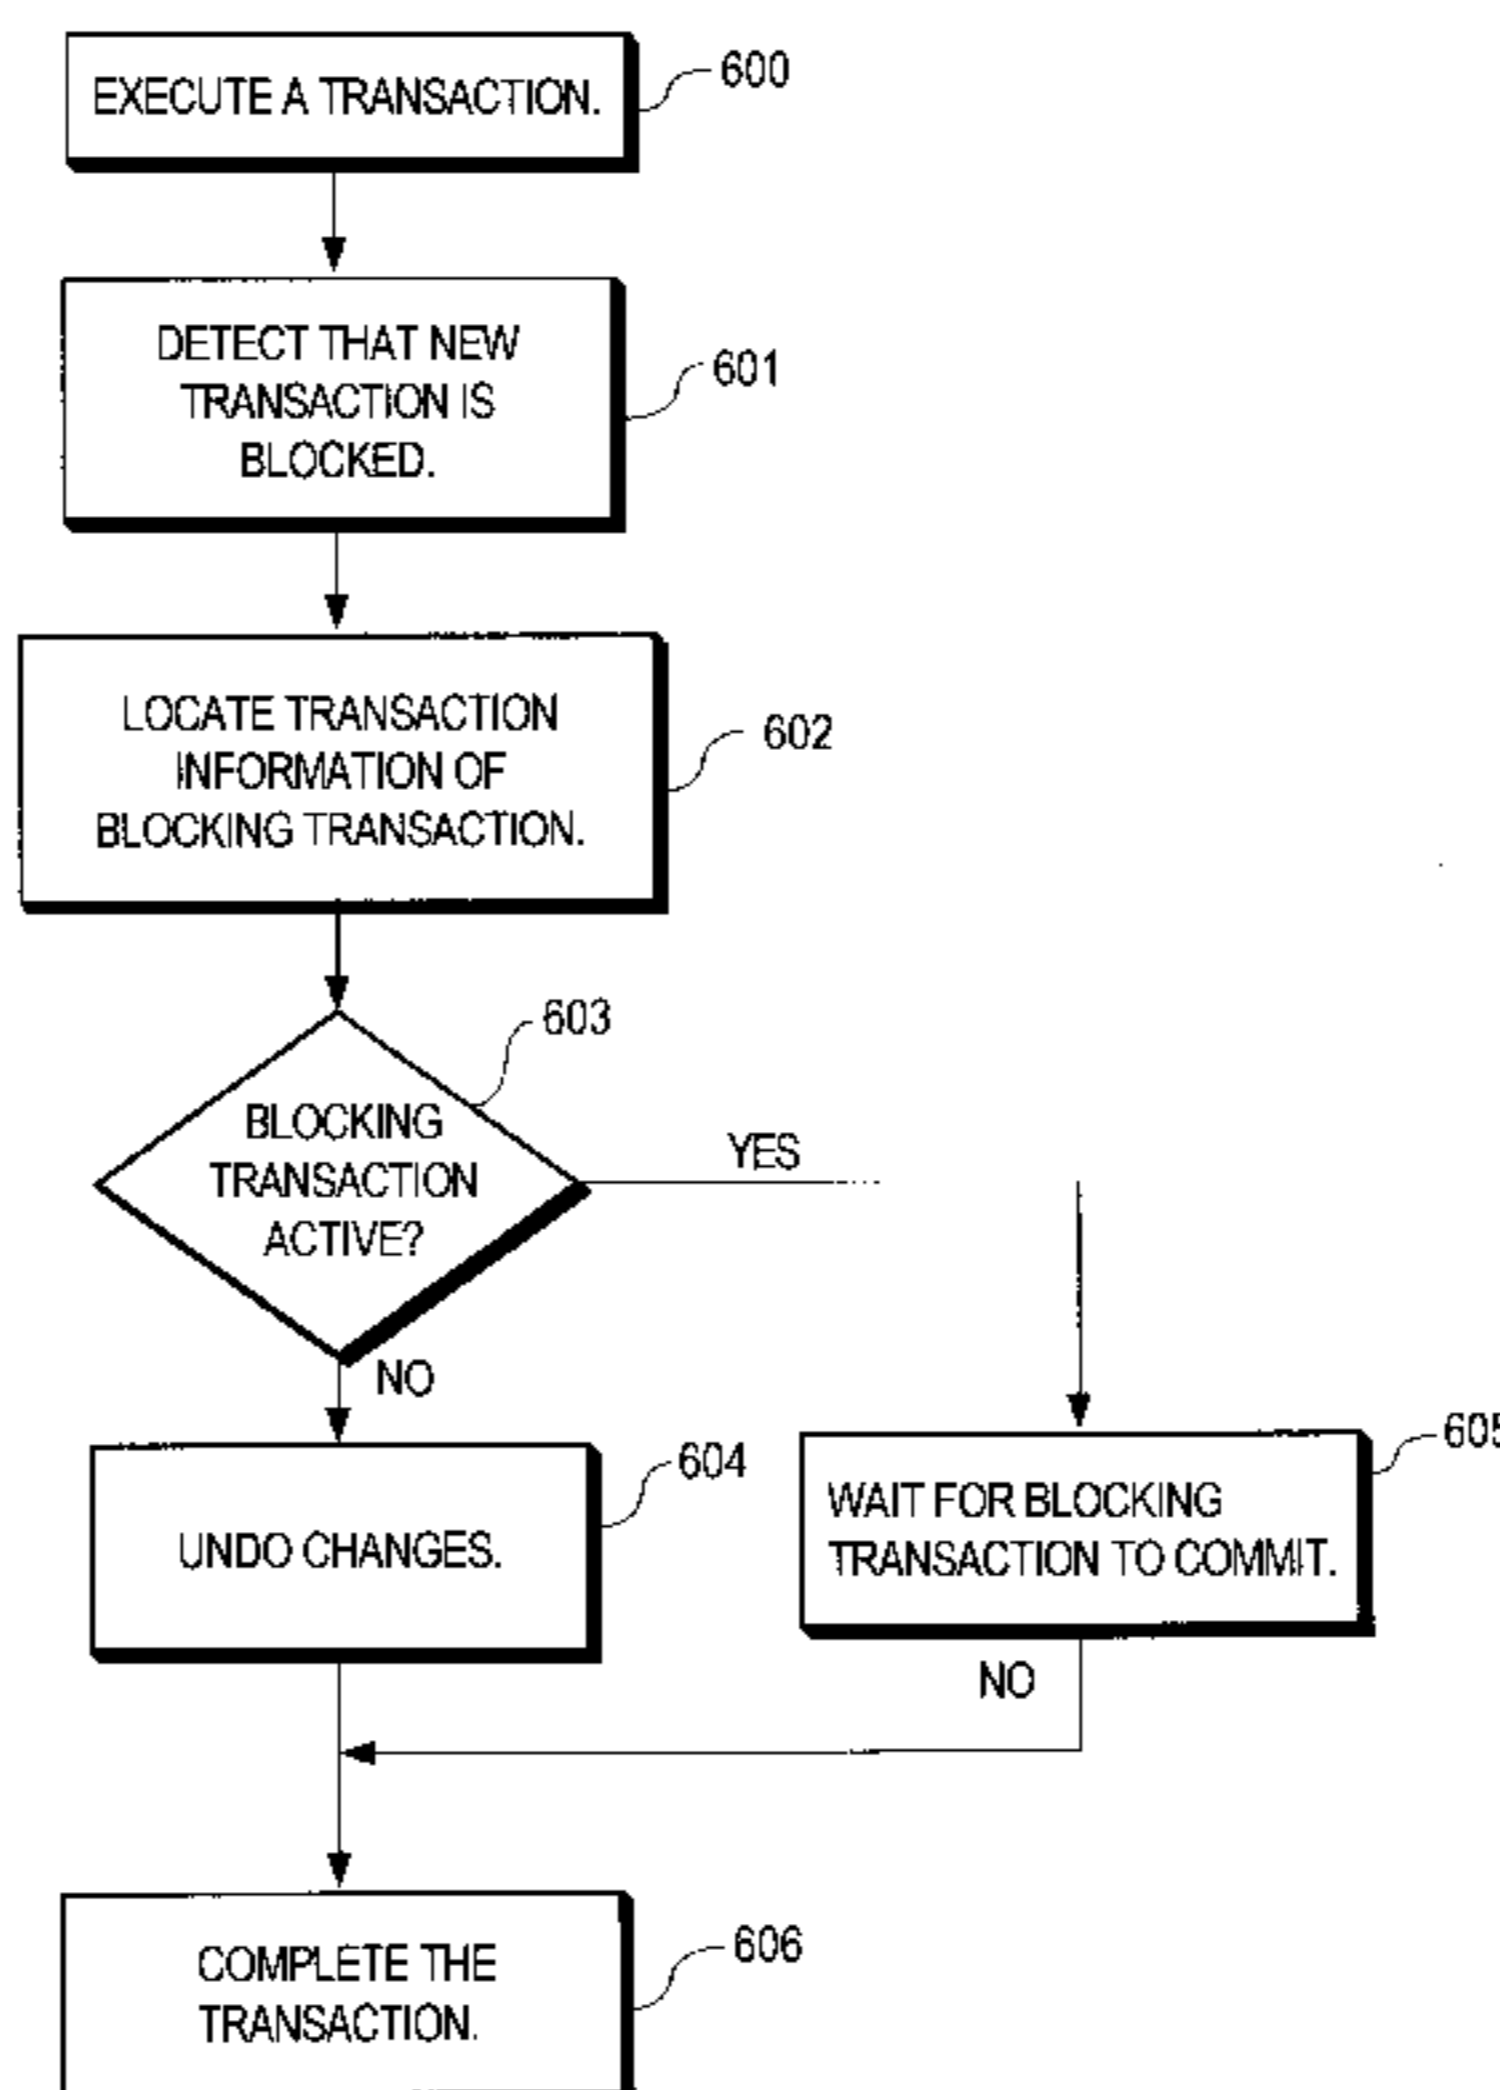 EXECUTE A TRANSACTION.
600
DETECT THAT NEW
TRANSACTION IS
BLOCKED.
601
LOCATE TRANSACTION
INFORMATION OF
BLOCKING TRANSACTION.
602
603
BLOCKING
TRANSACTION
ACTIVE?
YES
NO
604
UNDO CHANGES.
605
WAIT FOR BLOCKING
TRANSACTION TO COMMIT.
NO
COMPLETE THE
TRANSACTION.
606